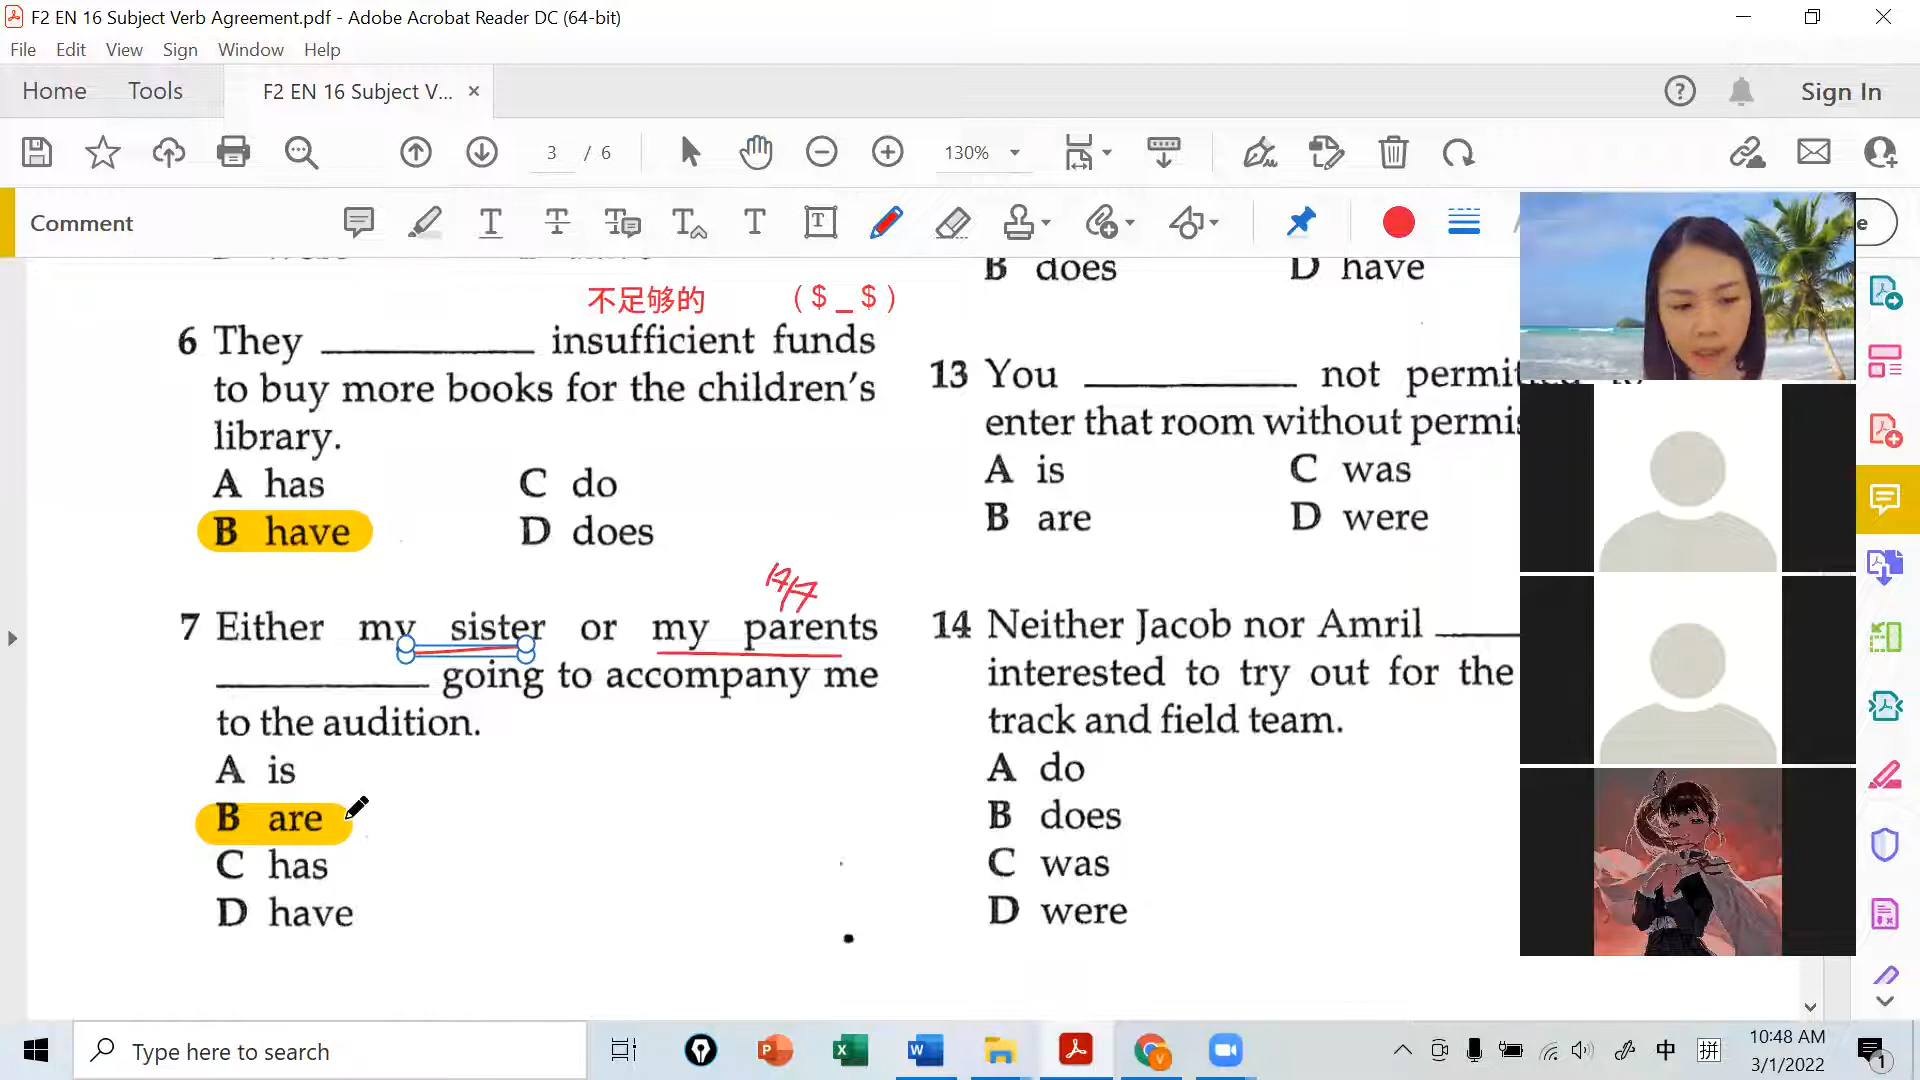 F2 EN 16 Subject Verb Agreement.pdf - Adobe Acrobat Reader DC (64-bit)
File Edit View Sign Window Help
Home Tools F2 EN 16 Subject V... × Sign In
3 / 6 130%
Comment
不足够的 ($_$)
6 They __________ insufficient funds
to buy more books for the children's
library.
A has C do
B have D does
7 Either my sister or my parents
__________ going to accompany me
to the audition.
A is
B are
C has
D have
B does D have
13 You __________ not permitted to
enter that room without
A is C was
B are D were
14 Neither Jacob nor Amril ____
interested to try out for the
track and field team.
A do
B does
C was
D were
Type here to search
中 拼
10:48 AM
3/1/2022
1